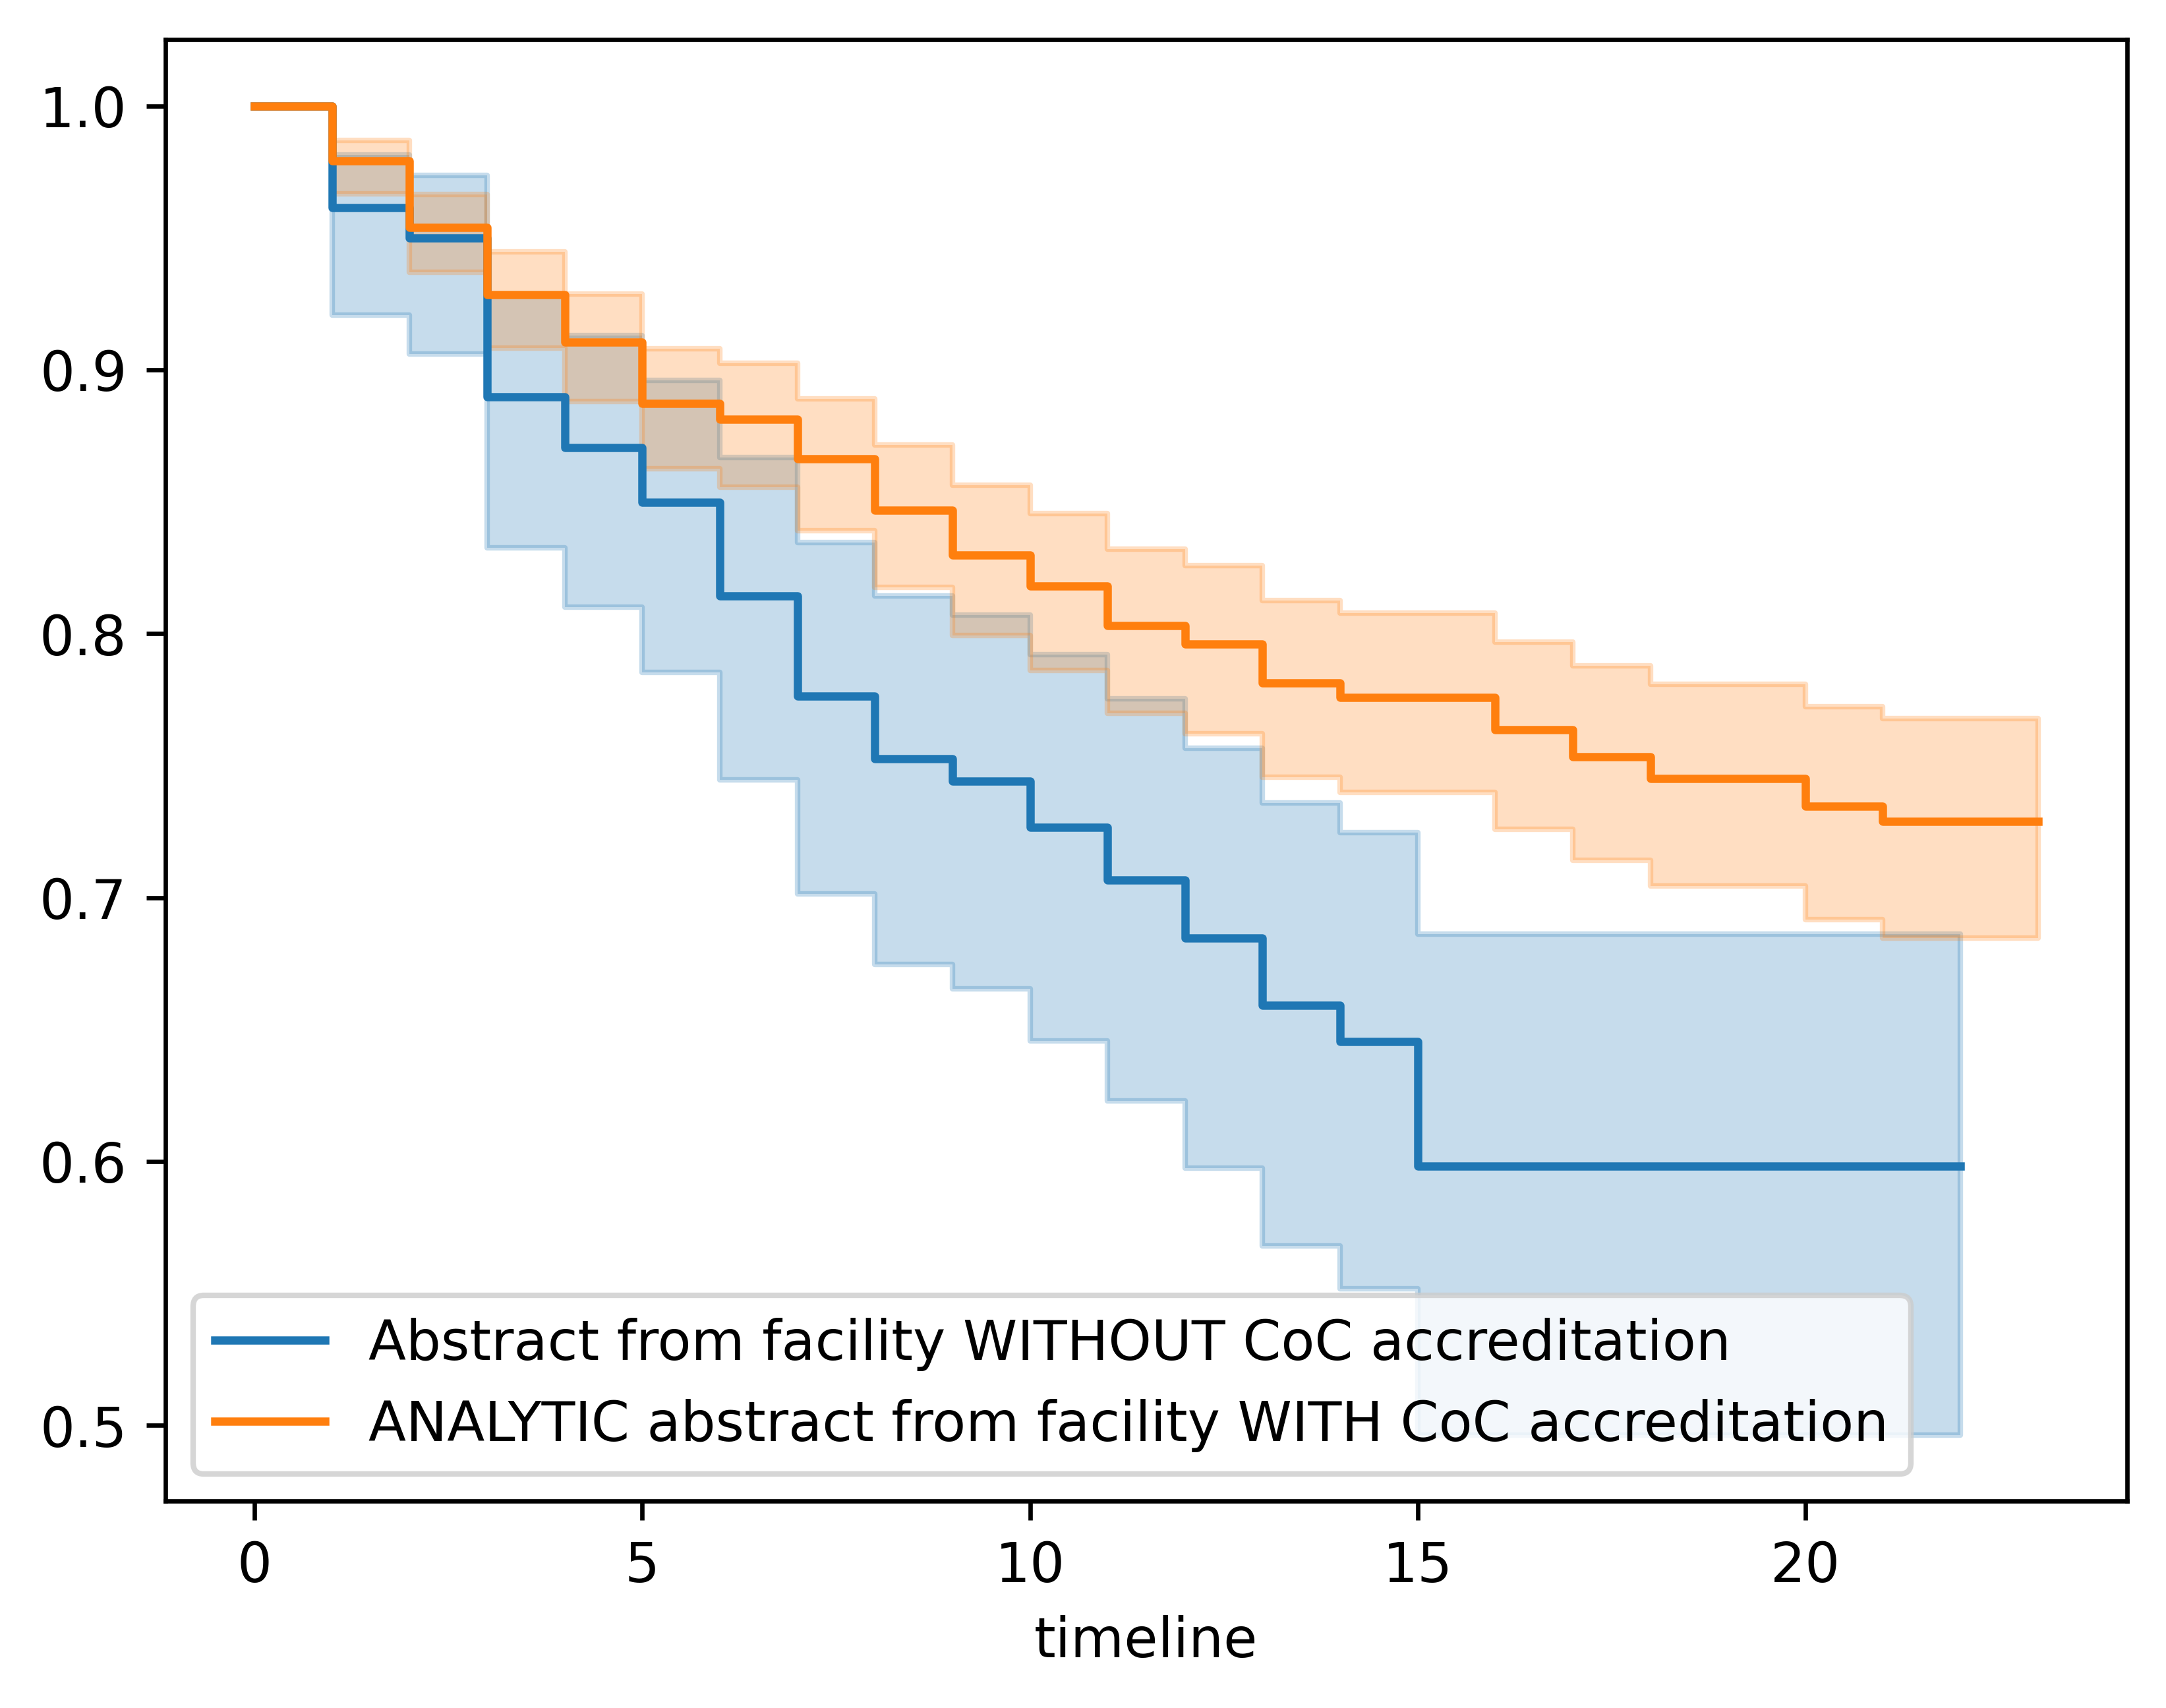 1.0
0.9
0.8
0.7
0.6
0.5
Abstract from facility WITHOUT CoC accreditation
ANALYTIC abstract from facility WITH CoC accreditation
0 5 10 15 20
timeline